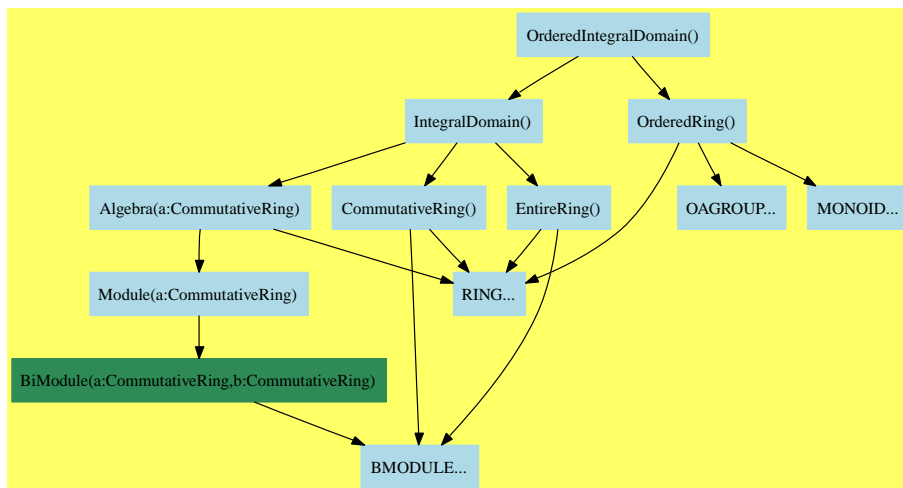 OrderedIntegralDomain()
IntegralDomain()
OrderedRing()
Algebra(a:CommutativeRing)
CommutativeRing()
EntireRing()
OAGROUP...
MONOID...
Module(a:CommutativeRing)
RING...
BiModule(a:CommutativeRing,b:CommutativeRing)
BMODULE...